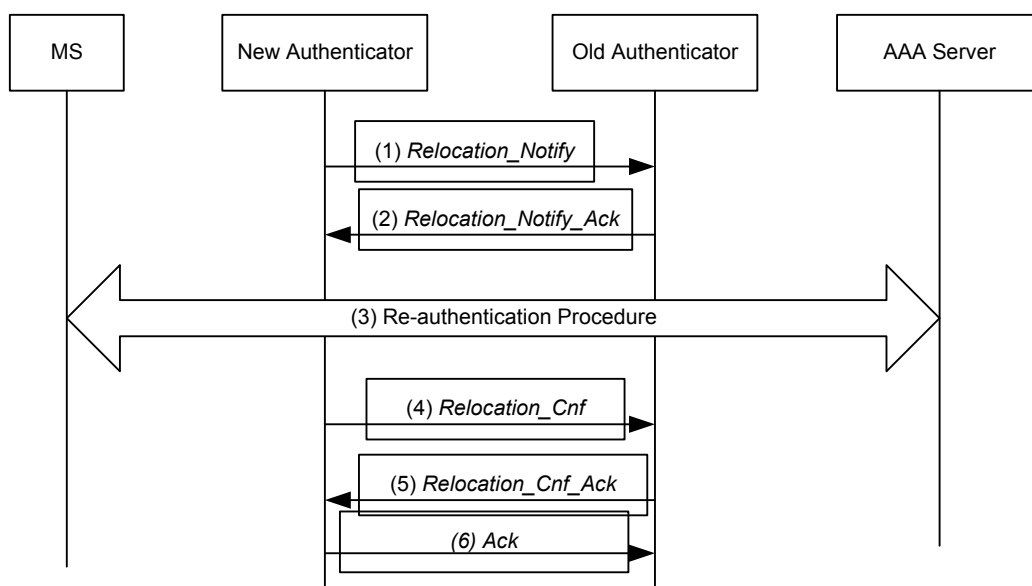 MS
New Authenticator
Old Authenticator
AAA Server
(1) Relocation_Notify
(2) Relocation_Notify_Ack
(3) Re-authentication Procedure
(4) Relocation_Cnf
(5) Relocation_Cnf_Ack
(6) Ack